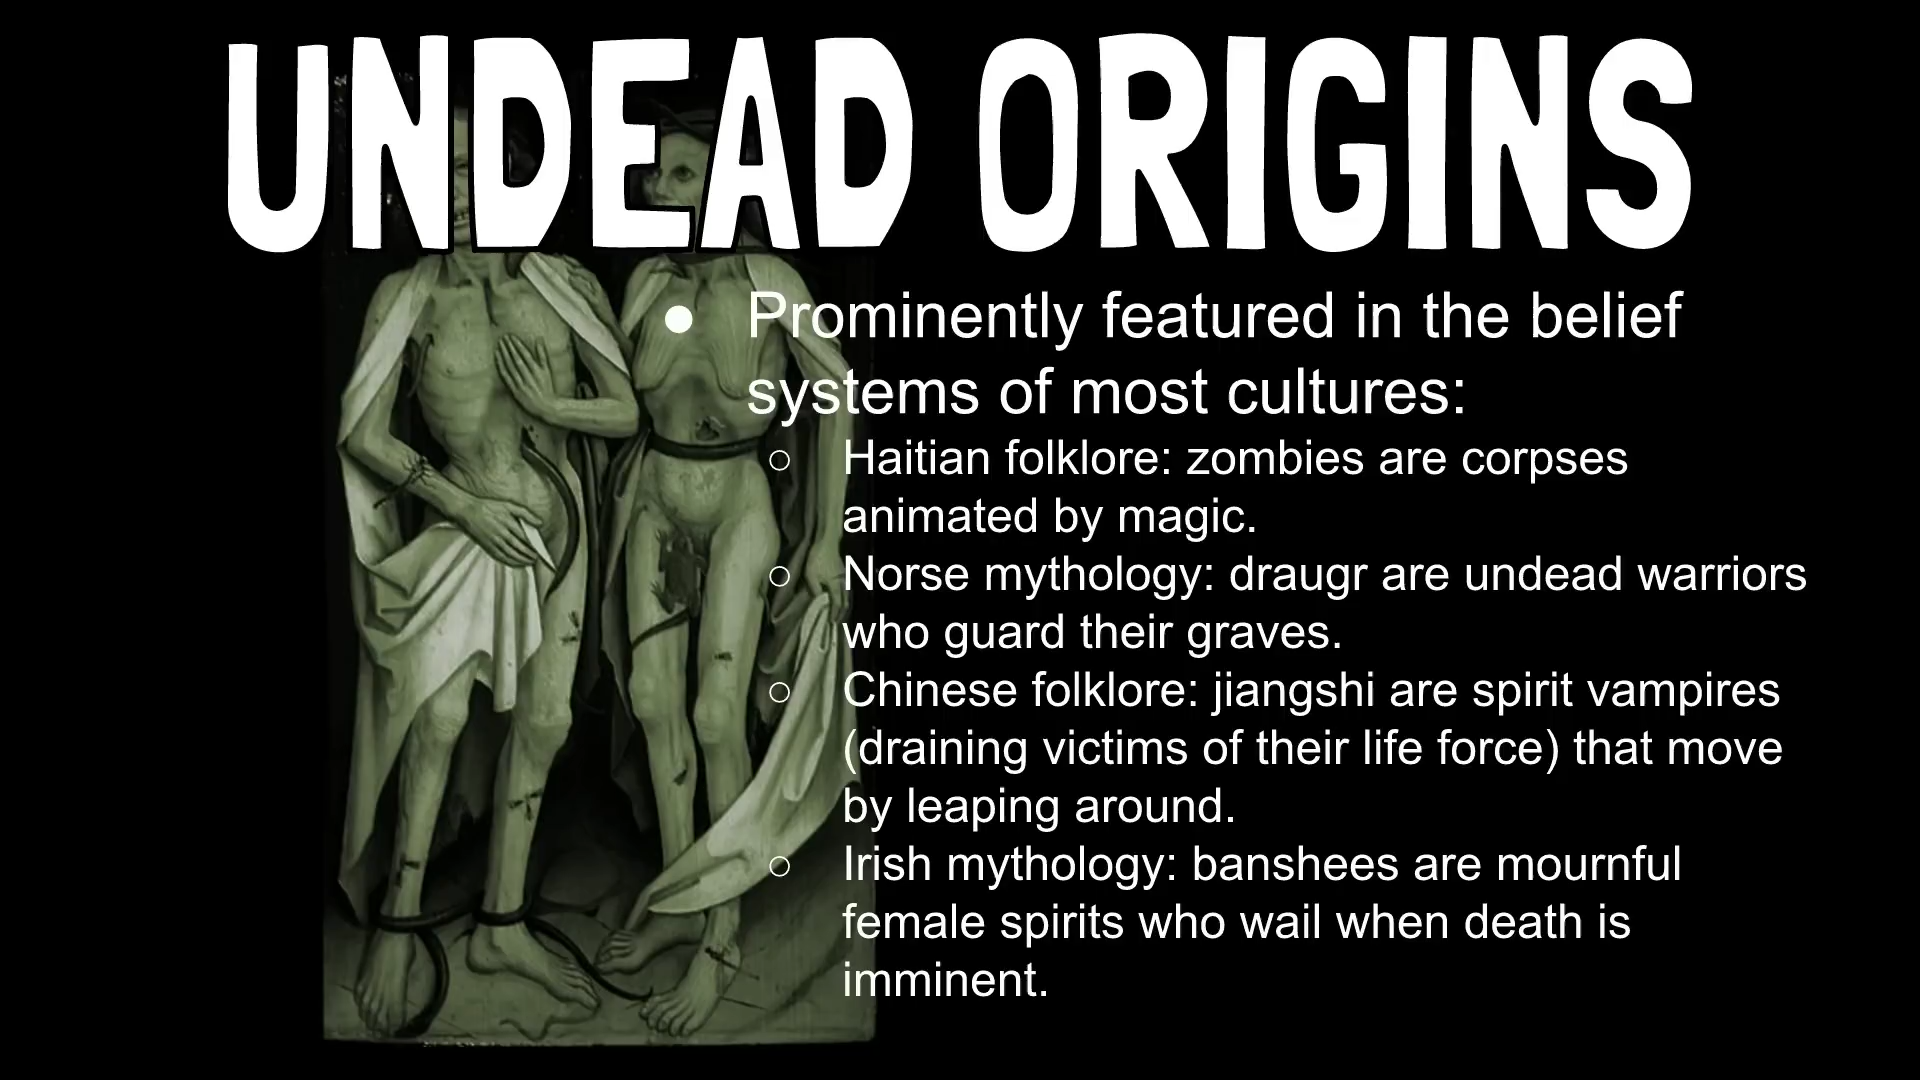 UNDEAD ORIGINS
● Prominently featured in the belief
systems of most cultures:
○ Haitian folklore: zombies are corpses
animated by magic.
○ Norse mythology: draugr are undead warriors
who guard their graves.
○ Chinese folklore: jiangshi are spirit vampires
(draining victims of their life force) that move
by leaping around.
○ Irish mythology: banshees are mournful
female spirits who wail when death is
imminent.